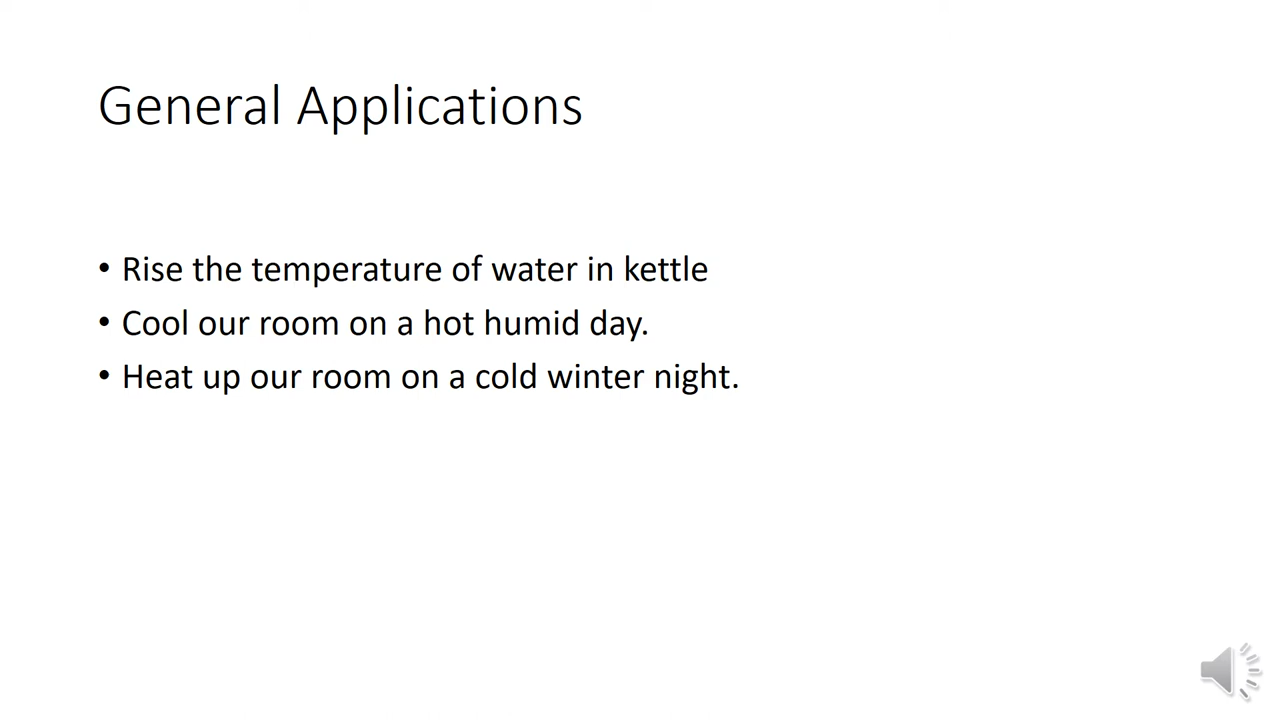 General Applications
• Rise the temperature of water in kettle
• Cool our room on a hot humid day.
• Heat up our room on a cold winter night.